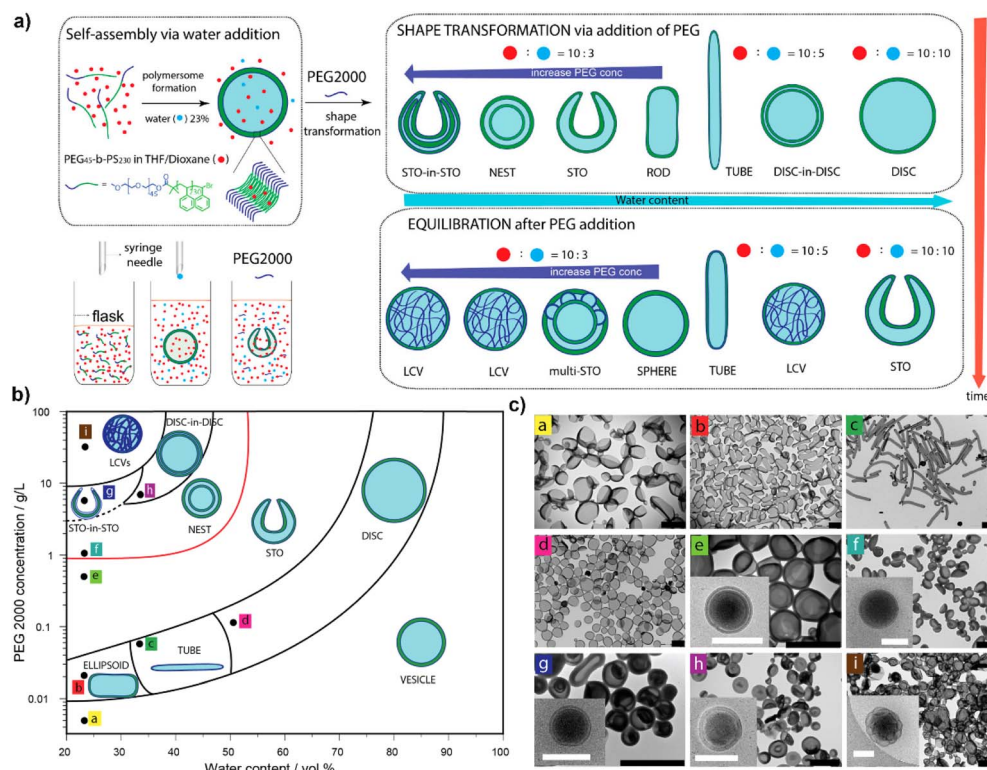 a)
Self-assembly via water addition
polymersome
formation
water ( ) 23%
PEG45-b-PS230 in THF/Dioxane ( )
PEG2000
shape
transformation
syringe
needle
PEG2000
flask
SHAPE TRANSFORMATION via addition of PEG
: = 10 : 3
: = 10 : 5
: = 10 : 10
increase PEG conc
STO-in-STO
NEST
STO
ROD
TUBE
DISC-in-DISC
DISC
Water content
EQUILIBRATION after PEG addition
: = 10 : 3
: = 10 : 5
: = 10 : 10
increase PEG conc
LCV
LCV
multi-STO
SPHERE
TUBE
LCV
STO
time
b)
PEG 2000 concentration / g/L
100
10
1
0.1
0.01
20 30 40 50 60 70 80 90 100
Water content / vol %
i
LCVs
DISC-in-DISC
g
h
STO-in-STO
NEST
f
e
STO
DISC
d
c
TUBE
ELLIPSOID
b
a
VESICLE
c)
a
b
c
d
e
f
g
h
i